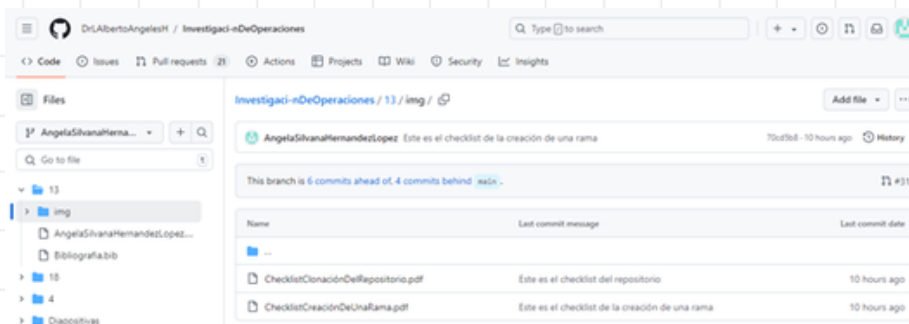 DrLAlbertoAngelesH / Investigaci-nDeOperaciones
Type / to search
Code Issues Pull requests 21 Actions Projects Wiki Security Insights
Files
Investigaci-nDeOperaciones / 13 / img /
Add file
AngelaSilvanaHerna...
AngelaSilvanaHernandezLopez Este es el checklist de la creación de una rama
70cd5b8 · 10 hours ago History
Go to file t
This branch is 6 commits ahead of, 4 commits behind main .
13
img
Name Last commit message Last commit date
AngelaSilvanaHernandezLopez...
..
Bibliografia.bib
ChecklistClonaciónDelRepositorio.pdf Este es el checklist del repositorio 10 hours ago
18
4
ChecklistCreaciónDeUnaRama.pdf Este es el checklist de la creación de una rama 10 hours ago
Diapositivas